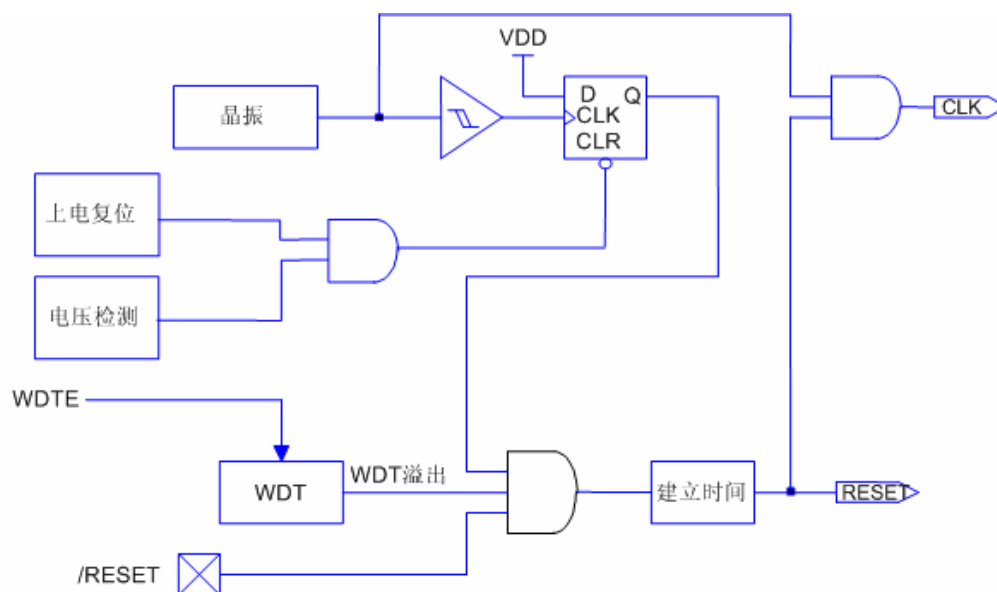 VDD
晶振
D
Q
CLK
CLR
CLK
上电复位
电压检测
WDTE
WDT溢出
WDT
建立时间
RESET
/RESET